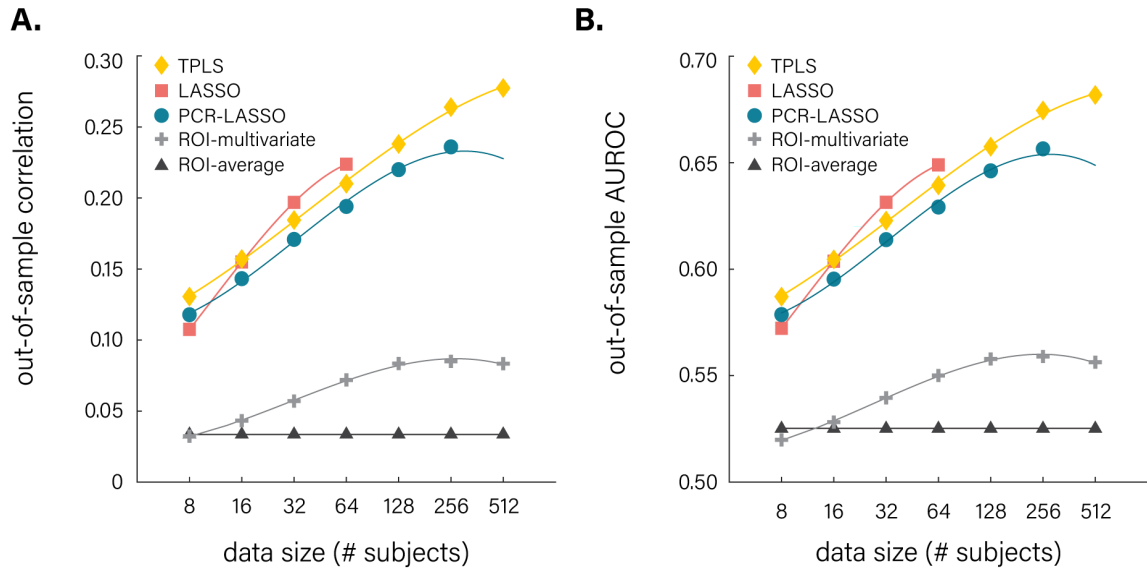 A.
0.30
0.25
0.20
0.15
0.10
0.05
0
out-of-sample correlation
TPLS
LASSO
PCR-LASSO
ROI-multivariate
ROI-average
8 16 32 64 128 256 512
data size (# subjects)
B.
0.70
0.65
0.60
0.55
0.50
out-of-sample AUROC
TPLS
LASSO
PCR-LASSO
ROI-multivariate
ROI-average
8 16 32 64 128 256 512
data size (# subjects)